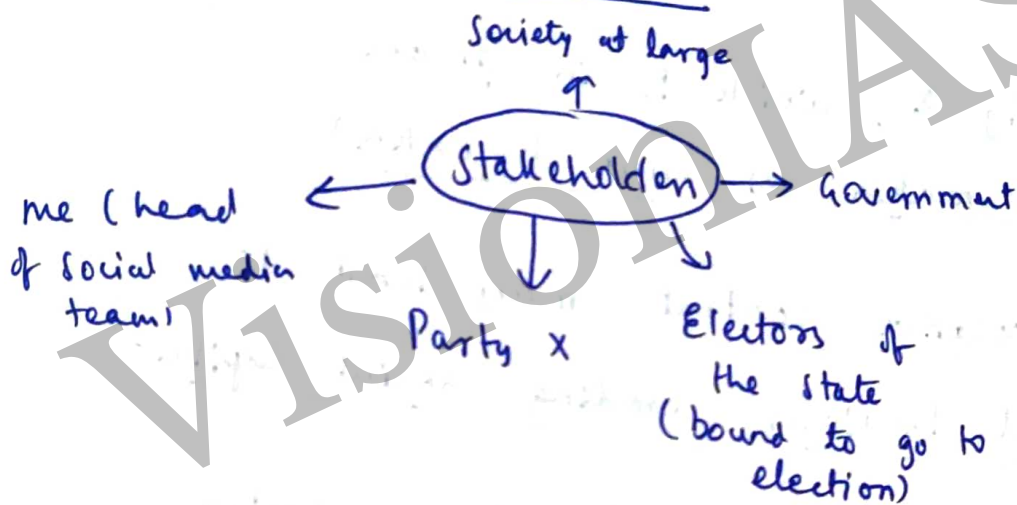 Society at large
Stakeholder
Government
me (head
of social media
team)
Party X
Electors of
the state
(bound to go to
election)
VisionIAS